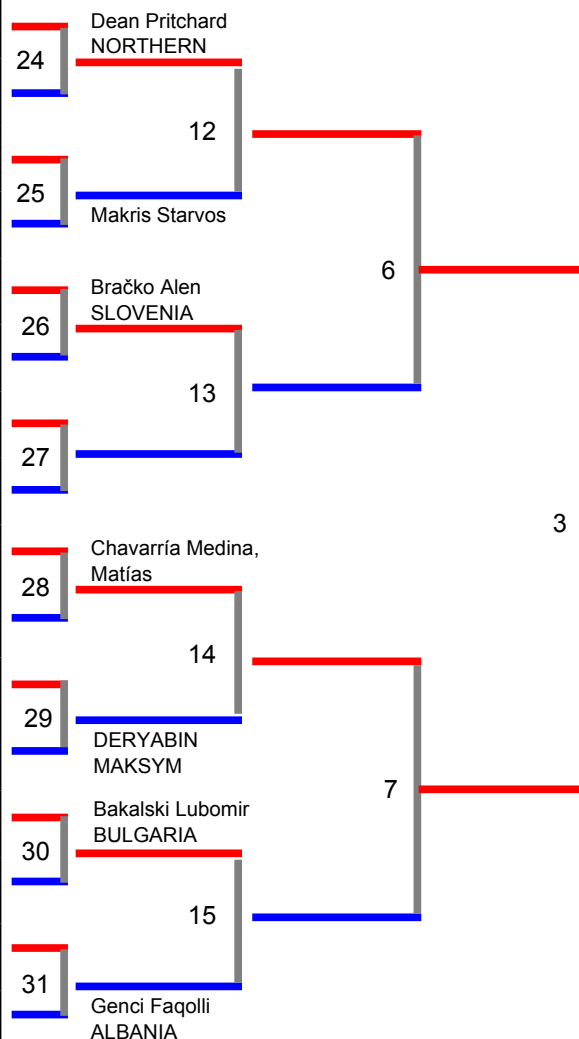 Dean Pritchard
NORTHERN
24
12
25
Makris Starvos
6
Bračko Alen
SLOVENIA
26
13
27
3
Chavarría Medina,
Matías
28
14
29
DERYABIN
MAKSYM
7
Bakalski Lubomir
BULGARIA
30
15
31
Genci Faqolli
ALBANIA